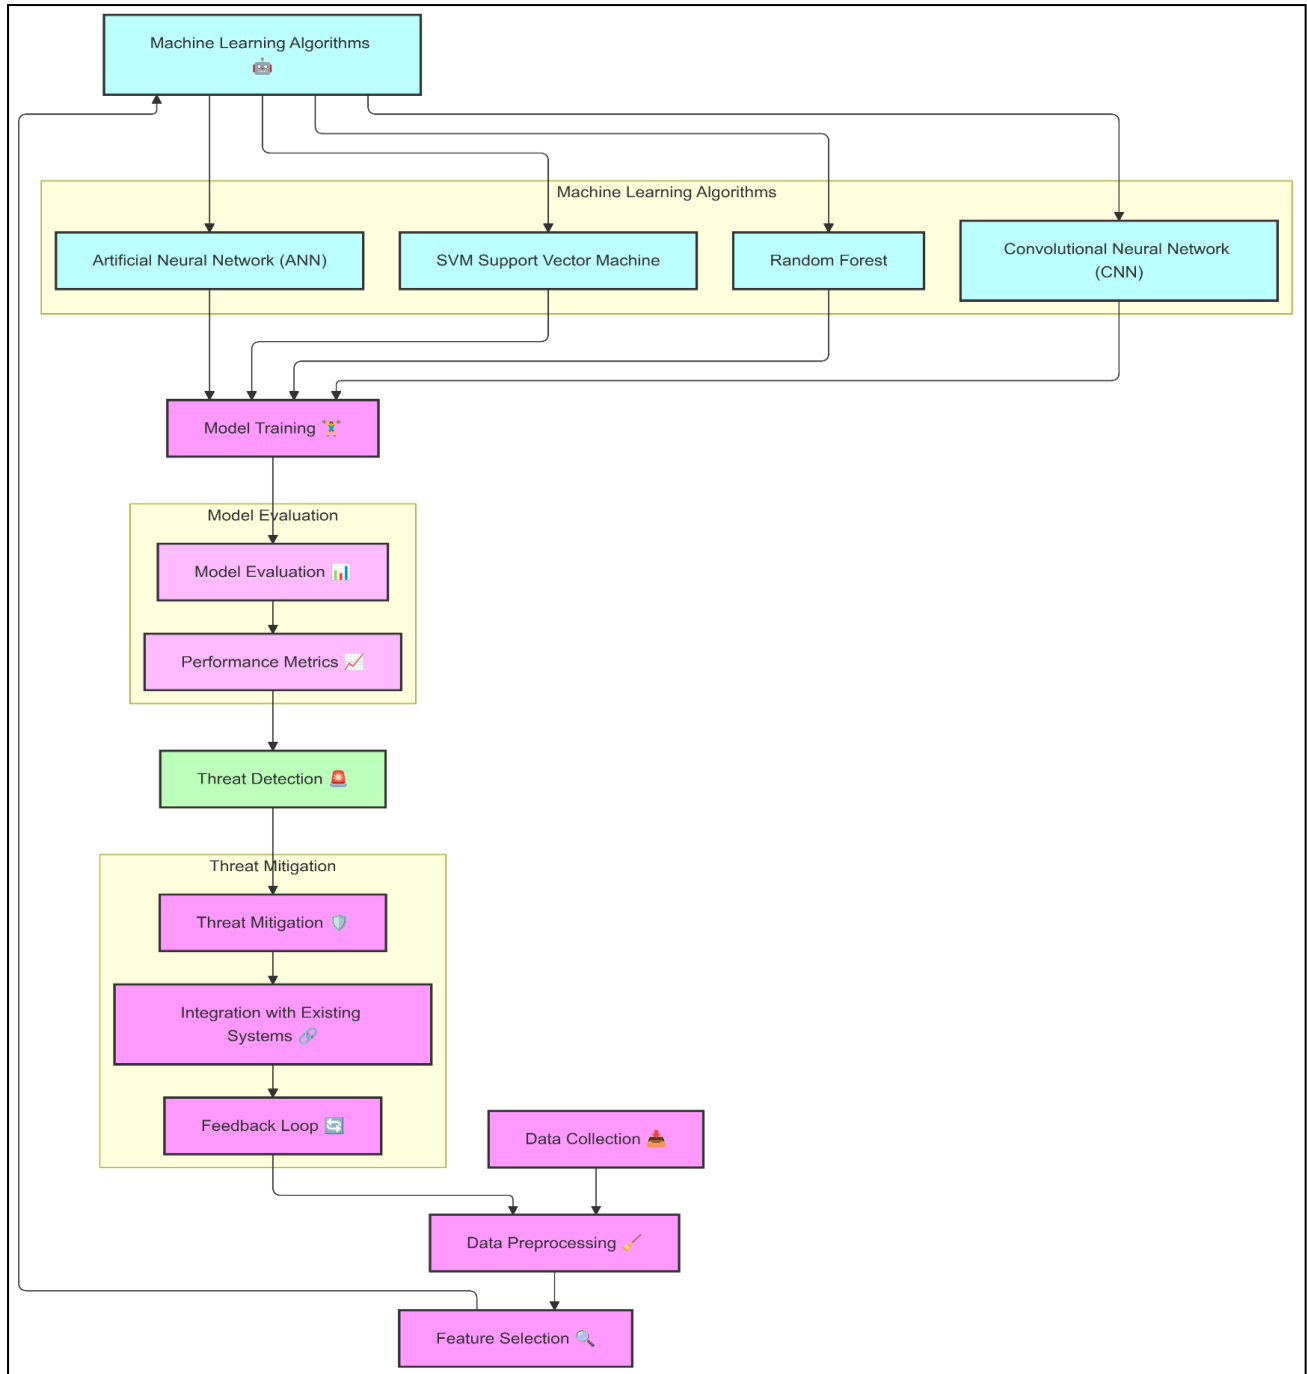 Machine Learning Algorithms
🤖
Machine Learning Algorithms
Artificial Neural Network (ANN)
SVM Support Vector Machine
Random Forest
Convolutional Neural Network
(CNN)
Model Training 🏋️
Model Evaluation
Model Evaluation 📊
Performance Metrics 📈
Threat Detection 🚨
Threat Mitigation
Threat Mitigation 🛡️
Integration with Existing
Systems 🔗
Feedback Loop 🔄
Data Collection 📥
Data Preprocessing 🧹
Feature Selection 🔍